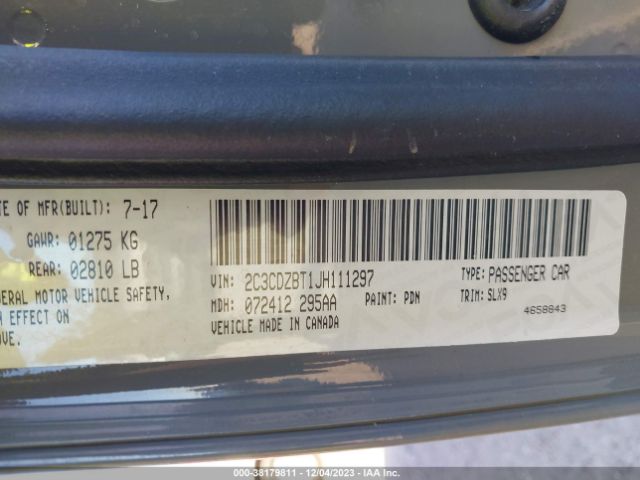 TE OF MFR(BUILT): 7-17
GAWR: 01275 KG
REAR: 02810 LB
ERAL MOTOR VEHICLE SAFETY,
EFFECT ON
VE.
VIN: 2C3CDZBT1JH111297
TYPE: PASSENGER CAR
MDH: 072412 295AA
PAINT: PDN
TRIM: SLX9
VEHICLE MADE IN CANADA
4658843
000-38179811 - 12/04/2023 - IAA Inc.